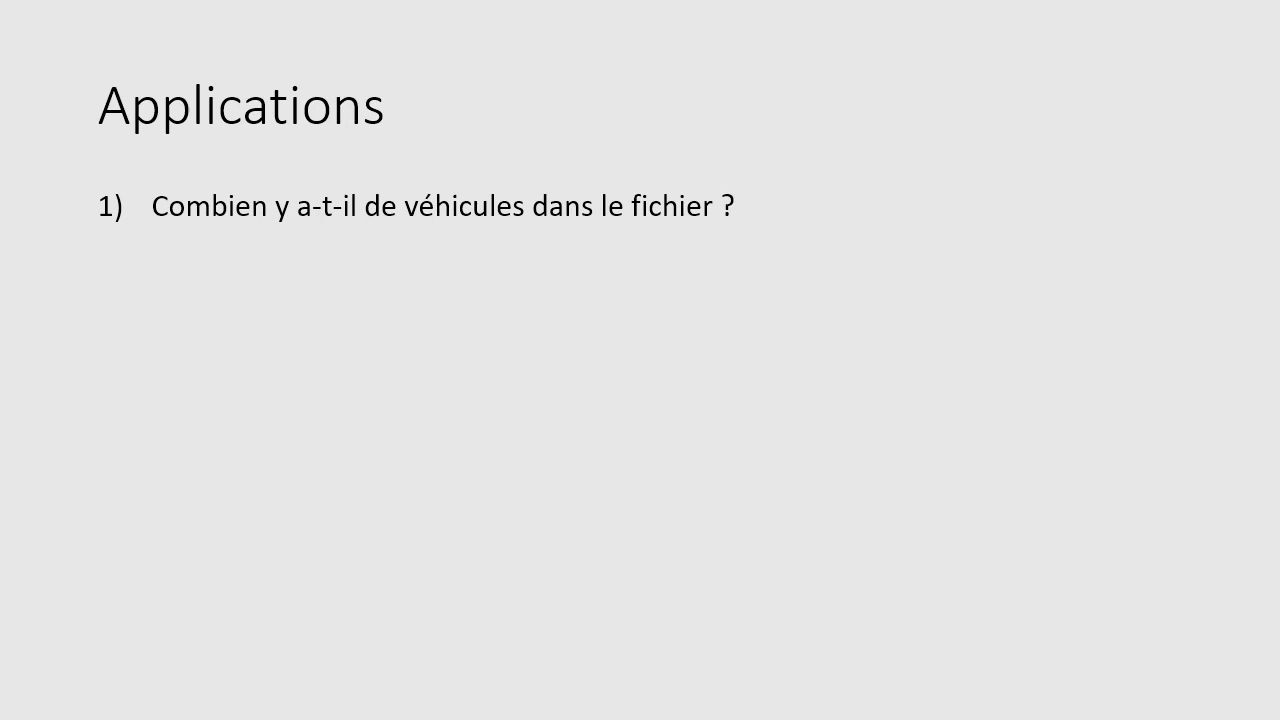 Applications
1) Combien y a-t-il de véhicules dans le fichier ?